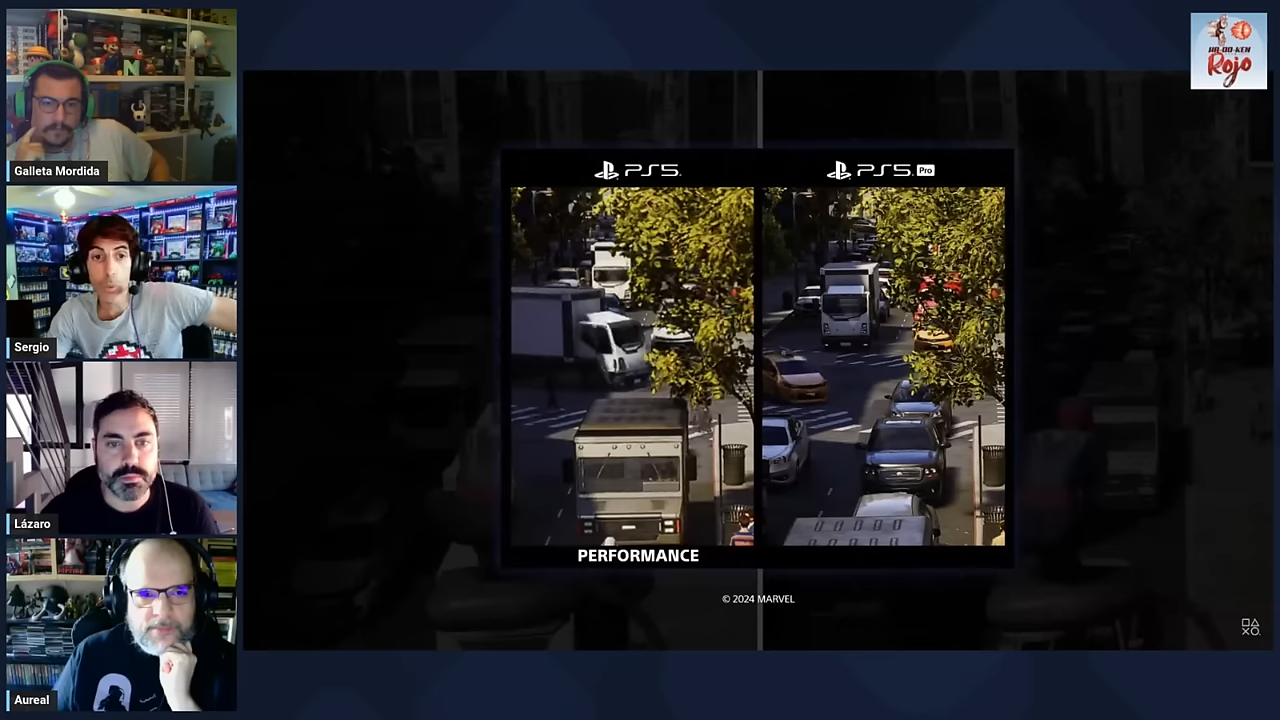 Galleta Mordida
Sergio
Lázaro
Aureal
HA-DO-KEN
Rojo
PS5
PS5 Pro
PERFORMANCE
© 2024 MARVEL